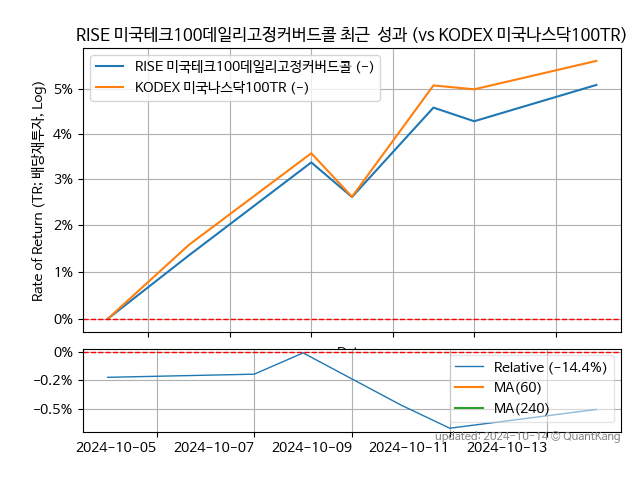 RISE 미국테크100데일리고정커버드콜 최근 성과 (vs KODEX 미국나스닥100TR)
RISE 미국테크100데일리고정커버드콜 (-)
KODEX 미국나스닥100TR (-)
Rate of Return (TR; 배당재투자, Log)
5%
4%
3%
2%
1%
0%
0%
-0.2%
-0.5%
Relative (-14.4%)
MA(60)
MA(240)
updated: 2024-10-14 © QuantKang
2024-10-05 2024-10-07 2024-10-09 2024-10-11 2024-10-13